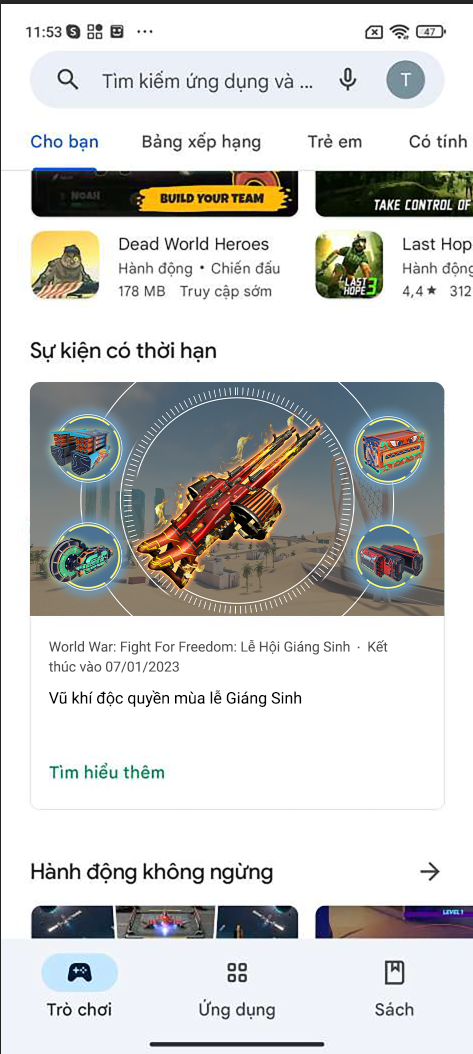 11:53
47
Tìm kiếm ứng dụng và ...
T
Cho bạn
Bảng xếp hạng
Trẻ em
Có tính
NOAH
BUILD YOUR TEAM
TAKE CONTROL OF
Dead World Heroes
Hành động • Chiến đấu
178 MB Truy cập sớm
LAST HOPE 3
Last Hop
Hành động
4,4★ 312
Sự kiện có thời hạn
World War: Fight For Freedom: Lễ Hội Giáng Sinh · Kết
thúc vào 07/01/2023
Vũ khí độc quyền mùa lễ Giáng Sinh
Tìm hiểu thêm
Hành động không ngừng
LEVEL 1
Trò chơi
Ứng dụng
Sách